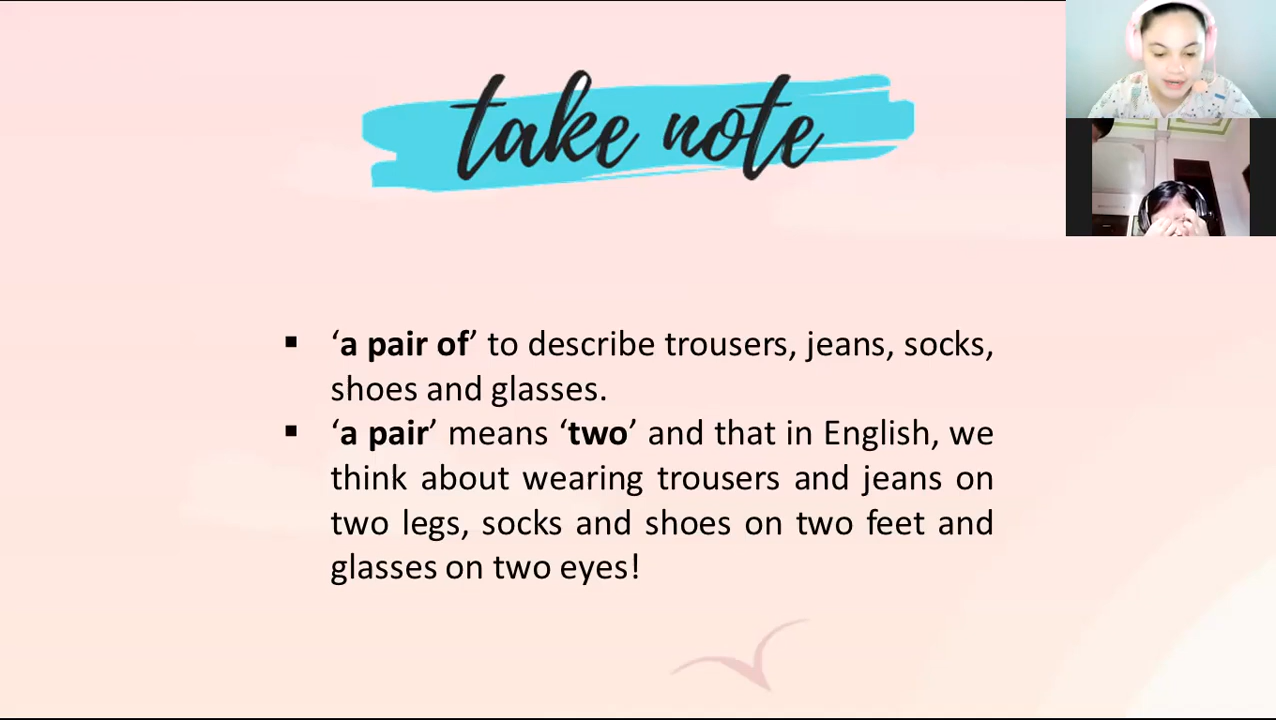 take note
▪ ‘a pair of’ to describe trousers, jeans, socks,
shoes and glasses.
▪ ‘a pair’ means ‘two’ and that in English, we
think about wearing trousers and jeans on
two legs, socks and shoes on two feet and
glasses on two eyes!